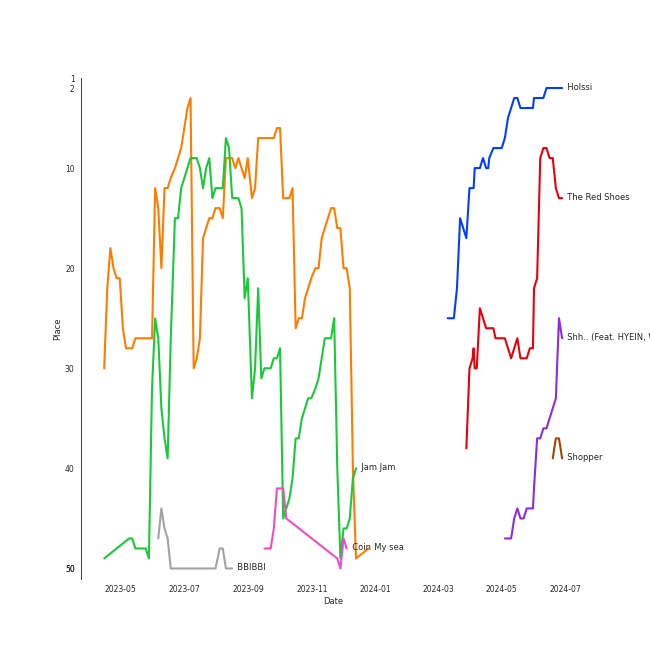 1
2
10
20
30
40
50
Place
Holssi
The Red Shoes
Shh.. (Feat. HYEIN,
Shopper
Jam Jam
Coin
My sea
BBIBBI
2023-05
2023-07
2023-09
2023-11
2024-01
2024-03
2024-05
2024-07
Date